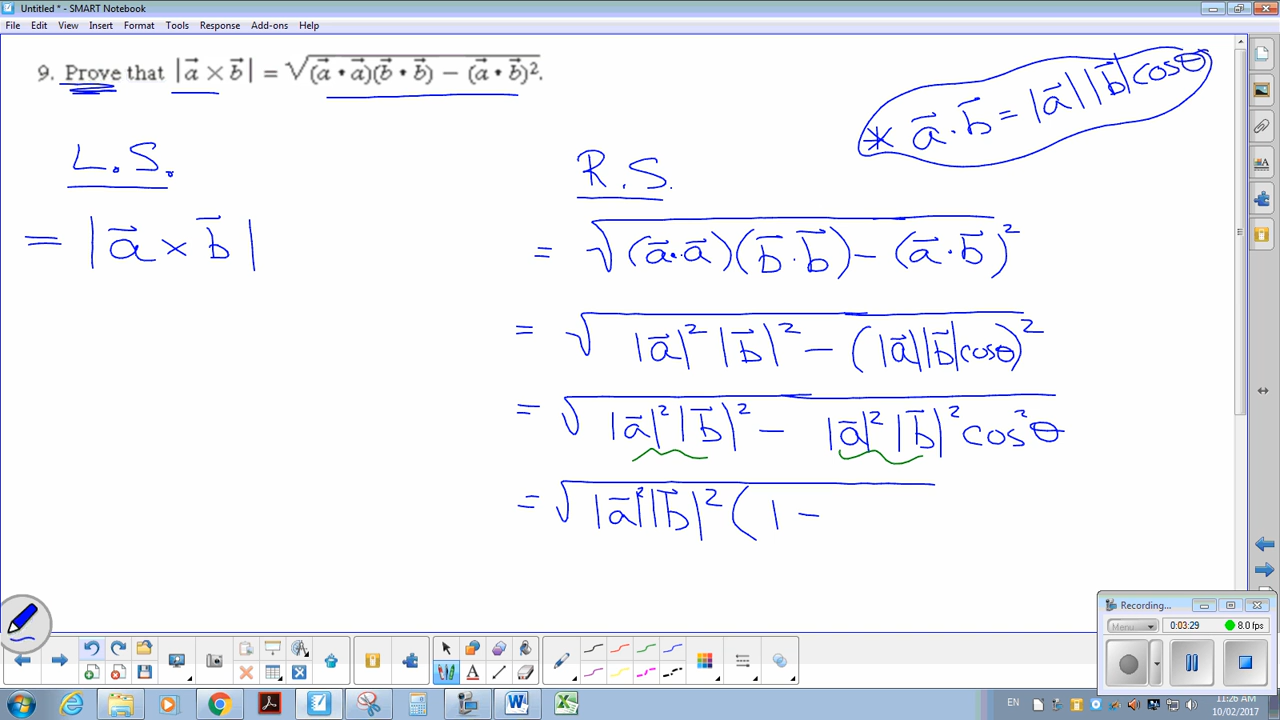 Untitled * - SMART Notebook
File Edit View Insert Format Tools Response Add-ons Help
9. Prove that |a⃗ × b⃗| = √(a⃗ • a⃗)(b⃗ • b⃗) − (a⃗ • b⃗)².
* a⃗ · b⃗ = |a⃗||b⃗|cosθ
L.S.
R.S.
= |a⃗ × b⃗|
= √(a⃗·a⃗)(b⃗·b⃗) − (a⃗·b⃗)²
= √|a⃗|²|b⃗|² − (|a⃗||b⃗|cosθ)²
= √|a⃗|²|b⃗|² − |a⃗|²|b⃗|²cos²θ
= √|a⃗|²|b⃗|²(1 −
Recording...
Menu
0:03:29
8.0 fps
EN
11:26 AM
10/02/2017